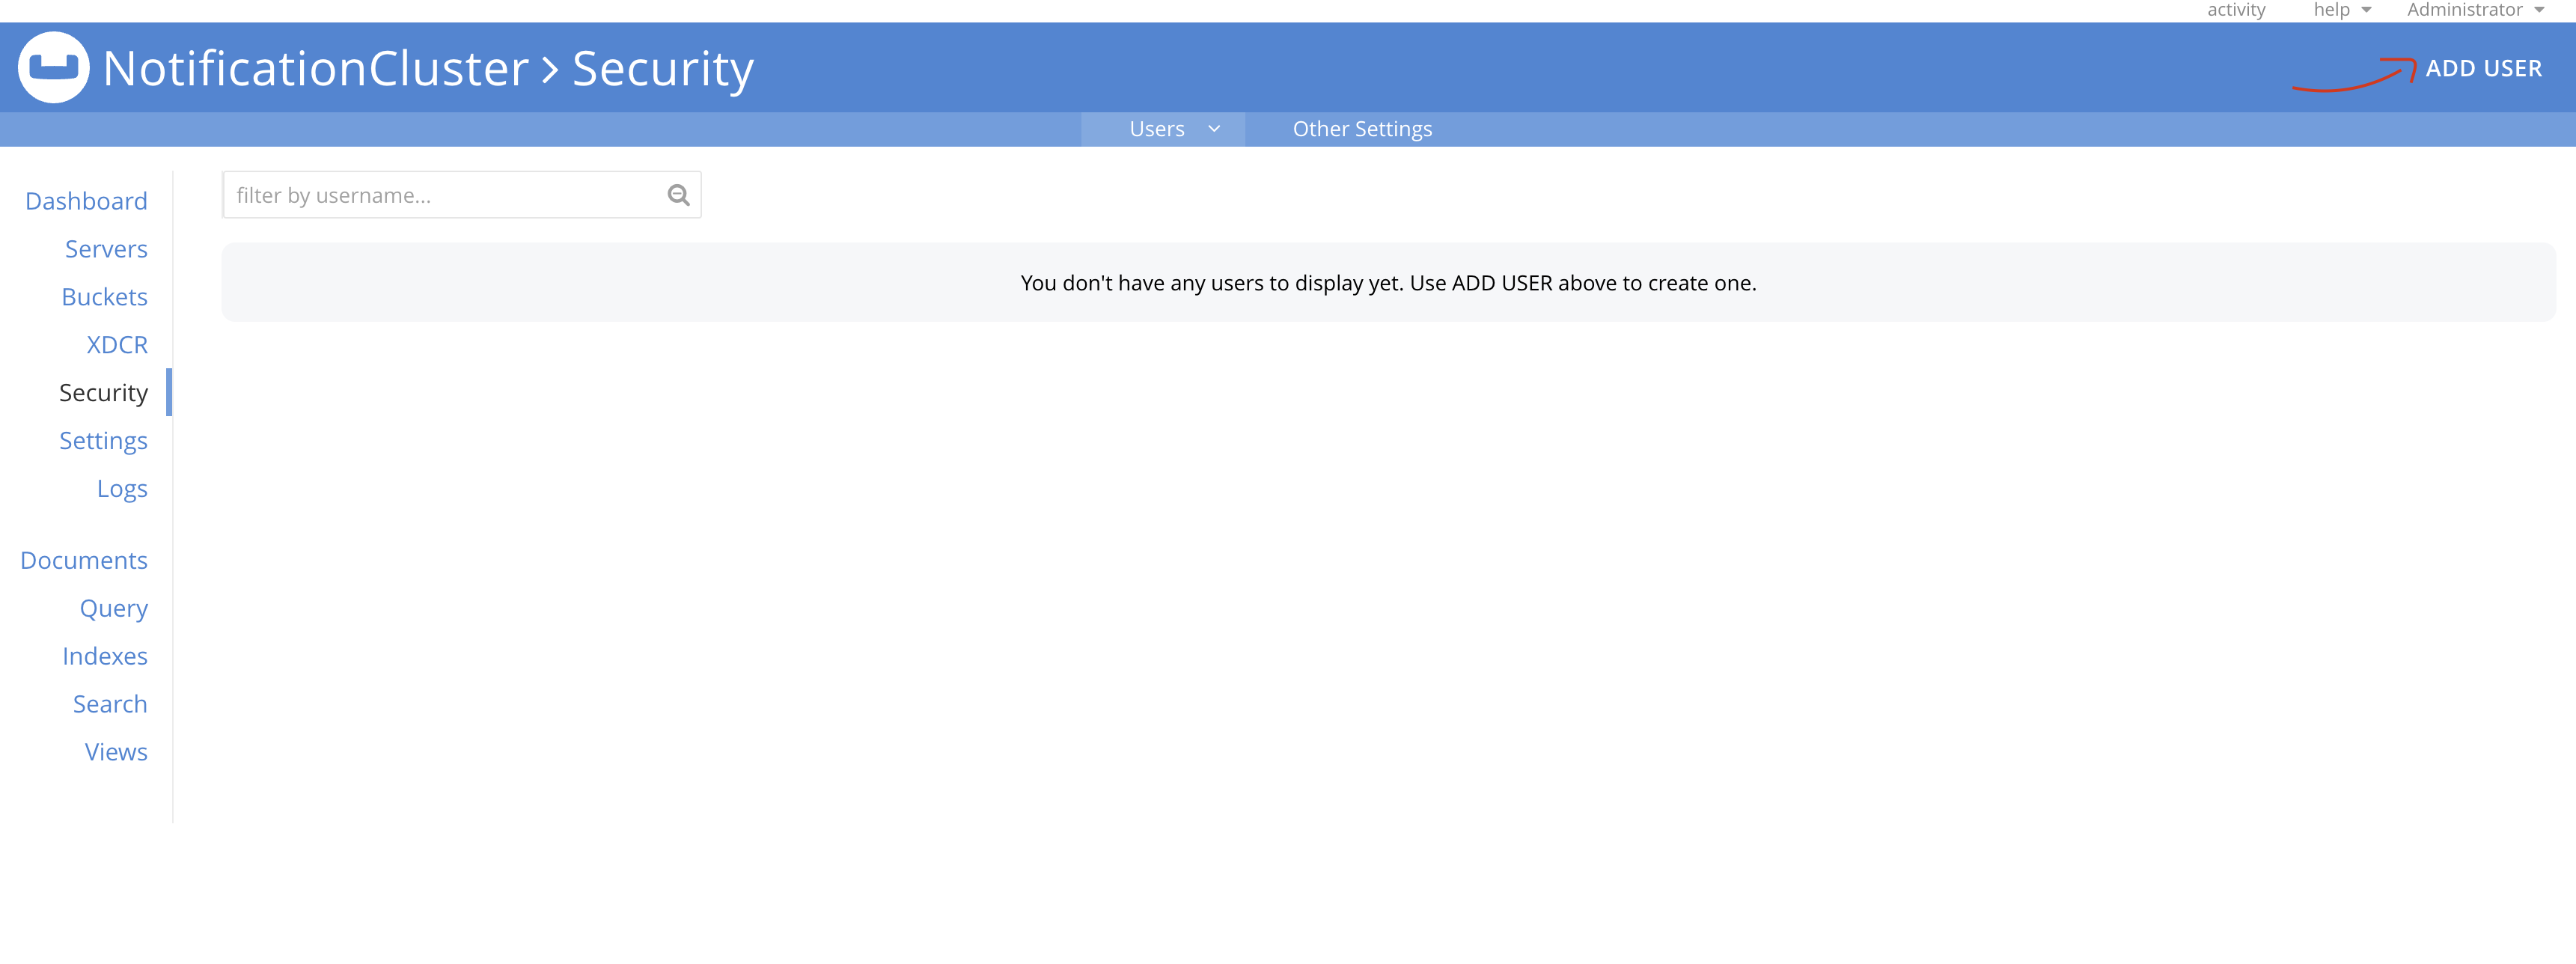 activity help Administrator
NotificationCluster > Security
ADD USER
Users Other Settings
filter by username...
You don't have any users to display yet. Use ADD USER above to create one.
Dashboard
Servers
Buckets
XDCR
Security
Settings
Logs
Documents
Query
Indexes
Search
Views